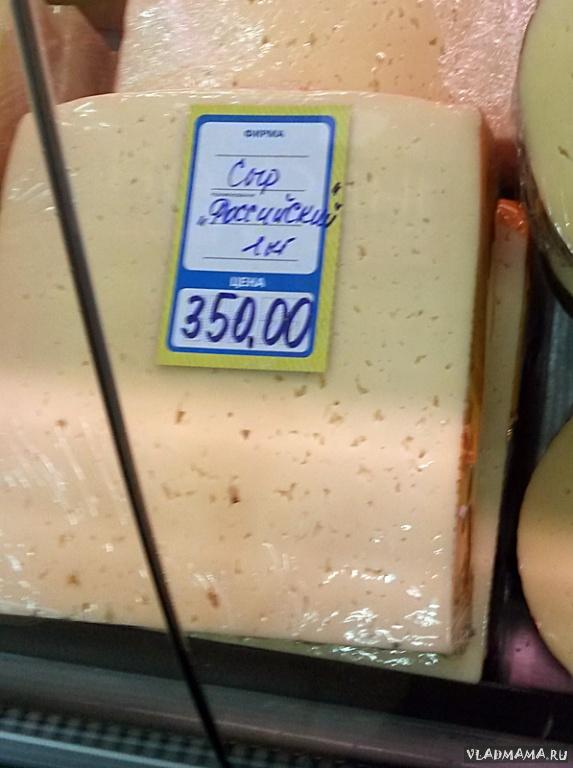 ФИРМА
Сыр
„Российский"
1 кг
ЦЕНА
350,00
VLADMAMA.RU